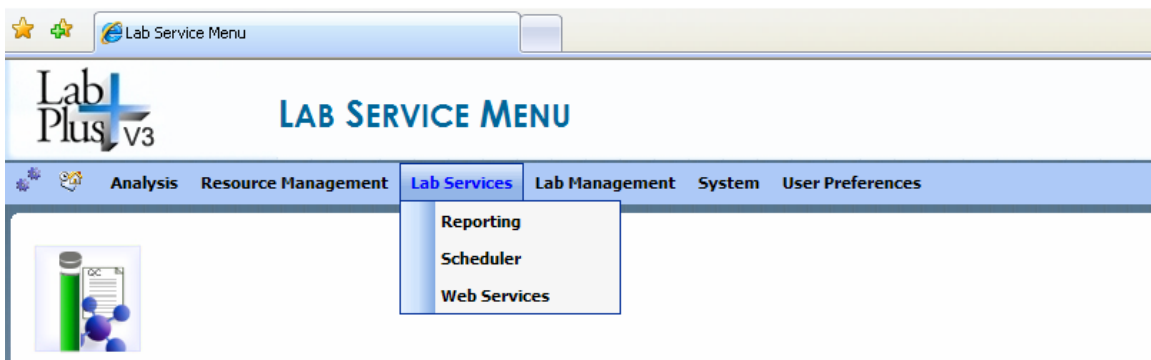 Lab Service Menu
Lab
Plus V3
LAB SERVICE MENU
Analysis Resource Management Lab Services Lab Management System User Preferences
Reporting
Scheduler
Web Services
QC